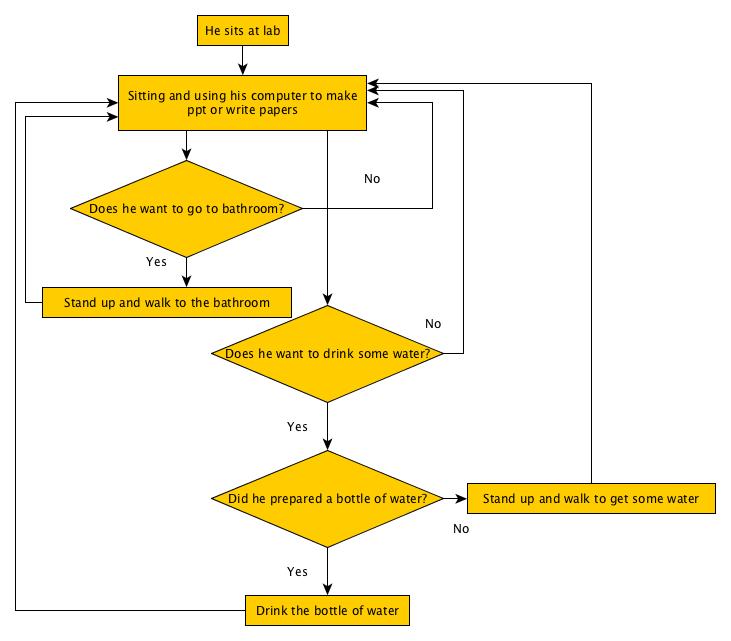 He sits at lab
Sitting and using his computer to make
ppt or write papers
No
Does he want to go to bathroom?
Yes
Stand up and walk to the bathroom
No
Does he want to drink some water?
Yes
Did he prepared a bottle of water?
Stand up and walk to get some water
No
Yes
Drink the bottle of water